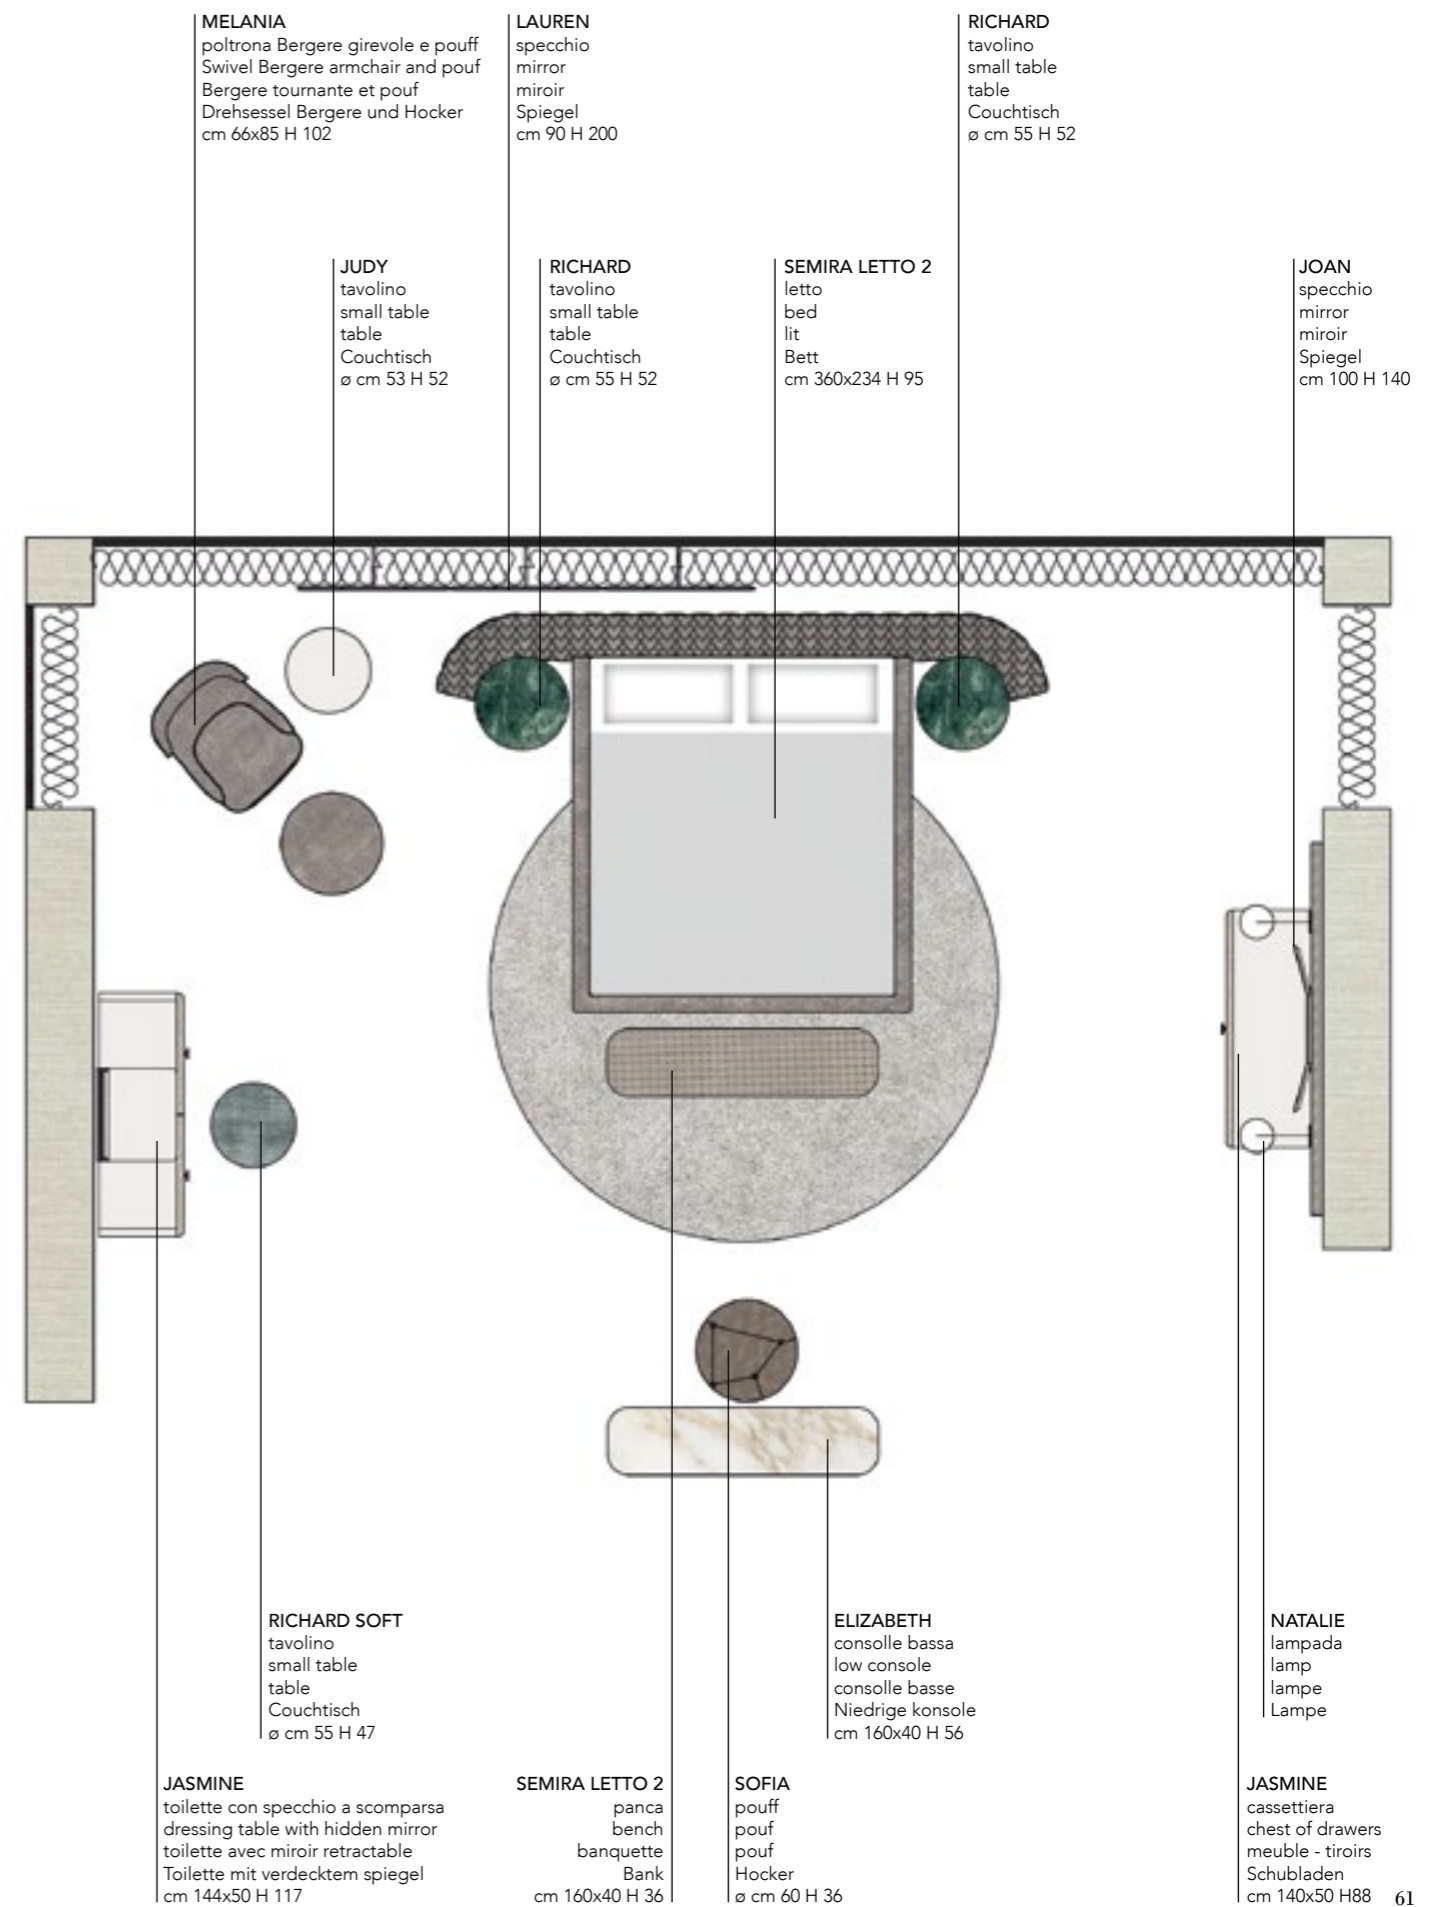 MELANIA
poltrona Bergere girevole e pouff
Swivel Bergere armchair and pouf
Bergere tournante et pouf
Drehsessel Bergere und Hocker
cm 66x85 H 102
LAUREN
specchio
mirror
miroir
Spiegel
cm 90 H 200
RICHARD
tavolino
small table
table
Couchtisch
ø cm 55 H 52
JUDY
tavolino
small table
table
Couchtisch
ø cm 53 H 52
RICHARD
tavolino
small table
table
Couchtisch
ø cm 55 H 52
SEMIRA LETTO 2
letto
bed
lit
Bett
cm 360x234 H 95
JOAN
specchio
mirror
miroir
Spiegel
cm 100 H 140
RICHARD SOFT
tavolino
small table
table
Couchtisch
ø cm 55 H 47
ELIZABETH
consolle bassa
low console
consolle basse
Niedrige konsole
cm 160x40 H 56
NATALIE
lampada
lamp
lampe
Lampe
JASMINE
toilette con specchio a scomparsa
dressing table with hidden mirror
toilette avec miroir retractable
Toilette mit verdecktem spiegel
cm 144x50 H 117
SEMIRA LETTO 2
panca
bench
banquette
Bank
cm 160x40 H 36
SOFIA
pouff
pouf
pouf
Hocker
ø cm 60 H 36
JASMINE
cassettiera
chest of drawers
meuble - tiroirs
Schubladen
cm 140x50 H88
61